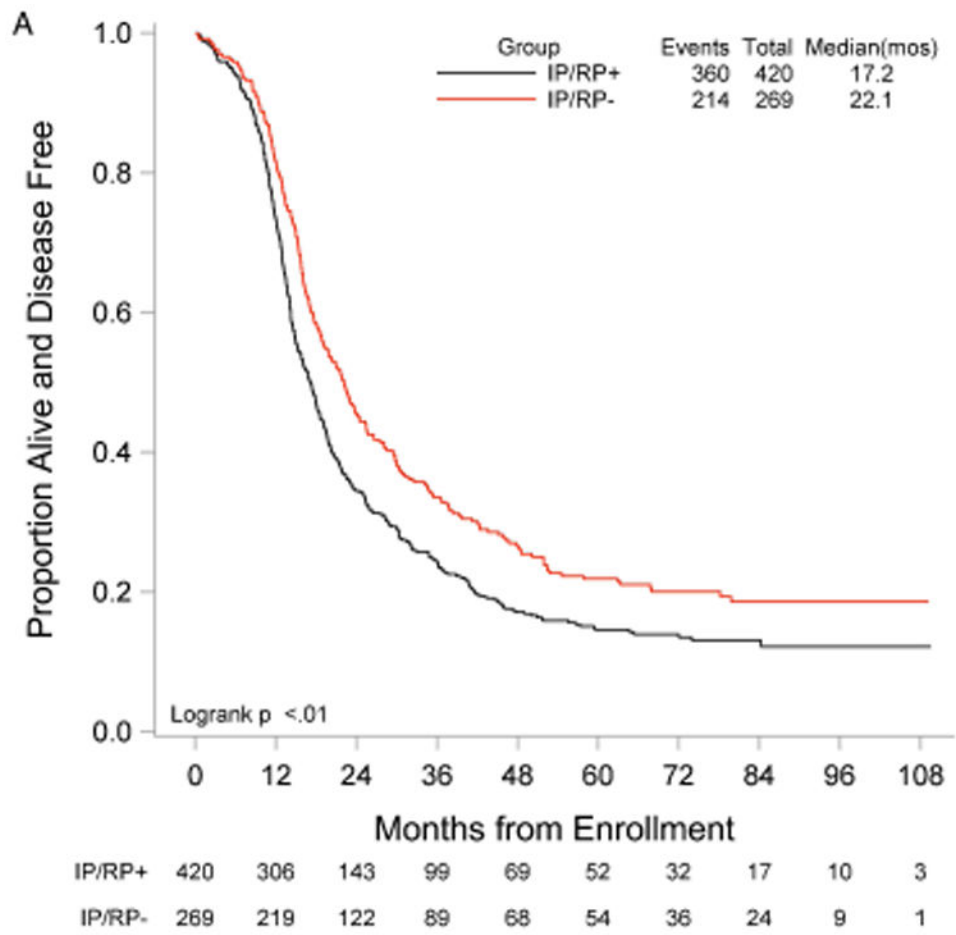 A
Group Events Total Median(mos)
IP/RP+ 360 420 17.2
IP/RP- 214 269 22.1
1.0
0.8
0.6
0.4
0.2
0.0
Proportion Alive and Disease Free
Logrank p <.01
0 12 24 36 48 60 72 84 96 108
Months from Enrollment
IP/RP+ 420 306 143 99 69 52 32 17 10 3
IP/RP- 269 219 122 89 68 54 36 24 9 1